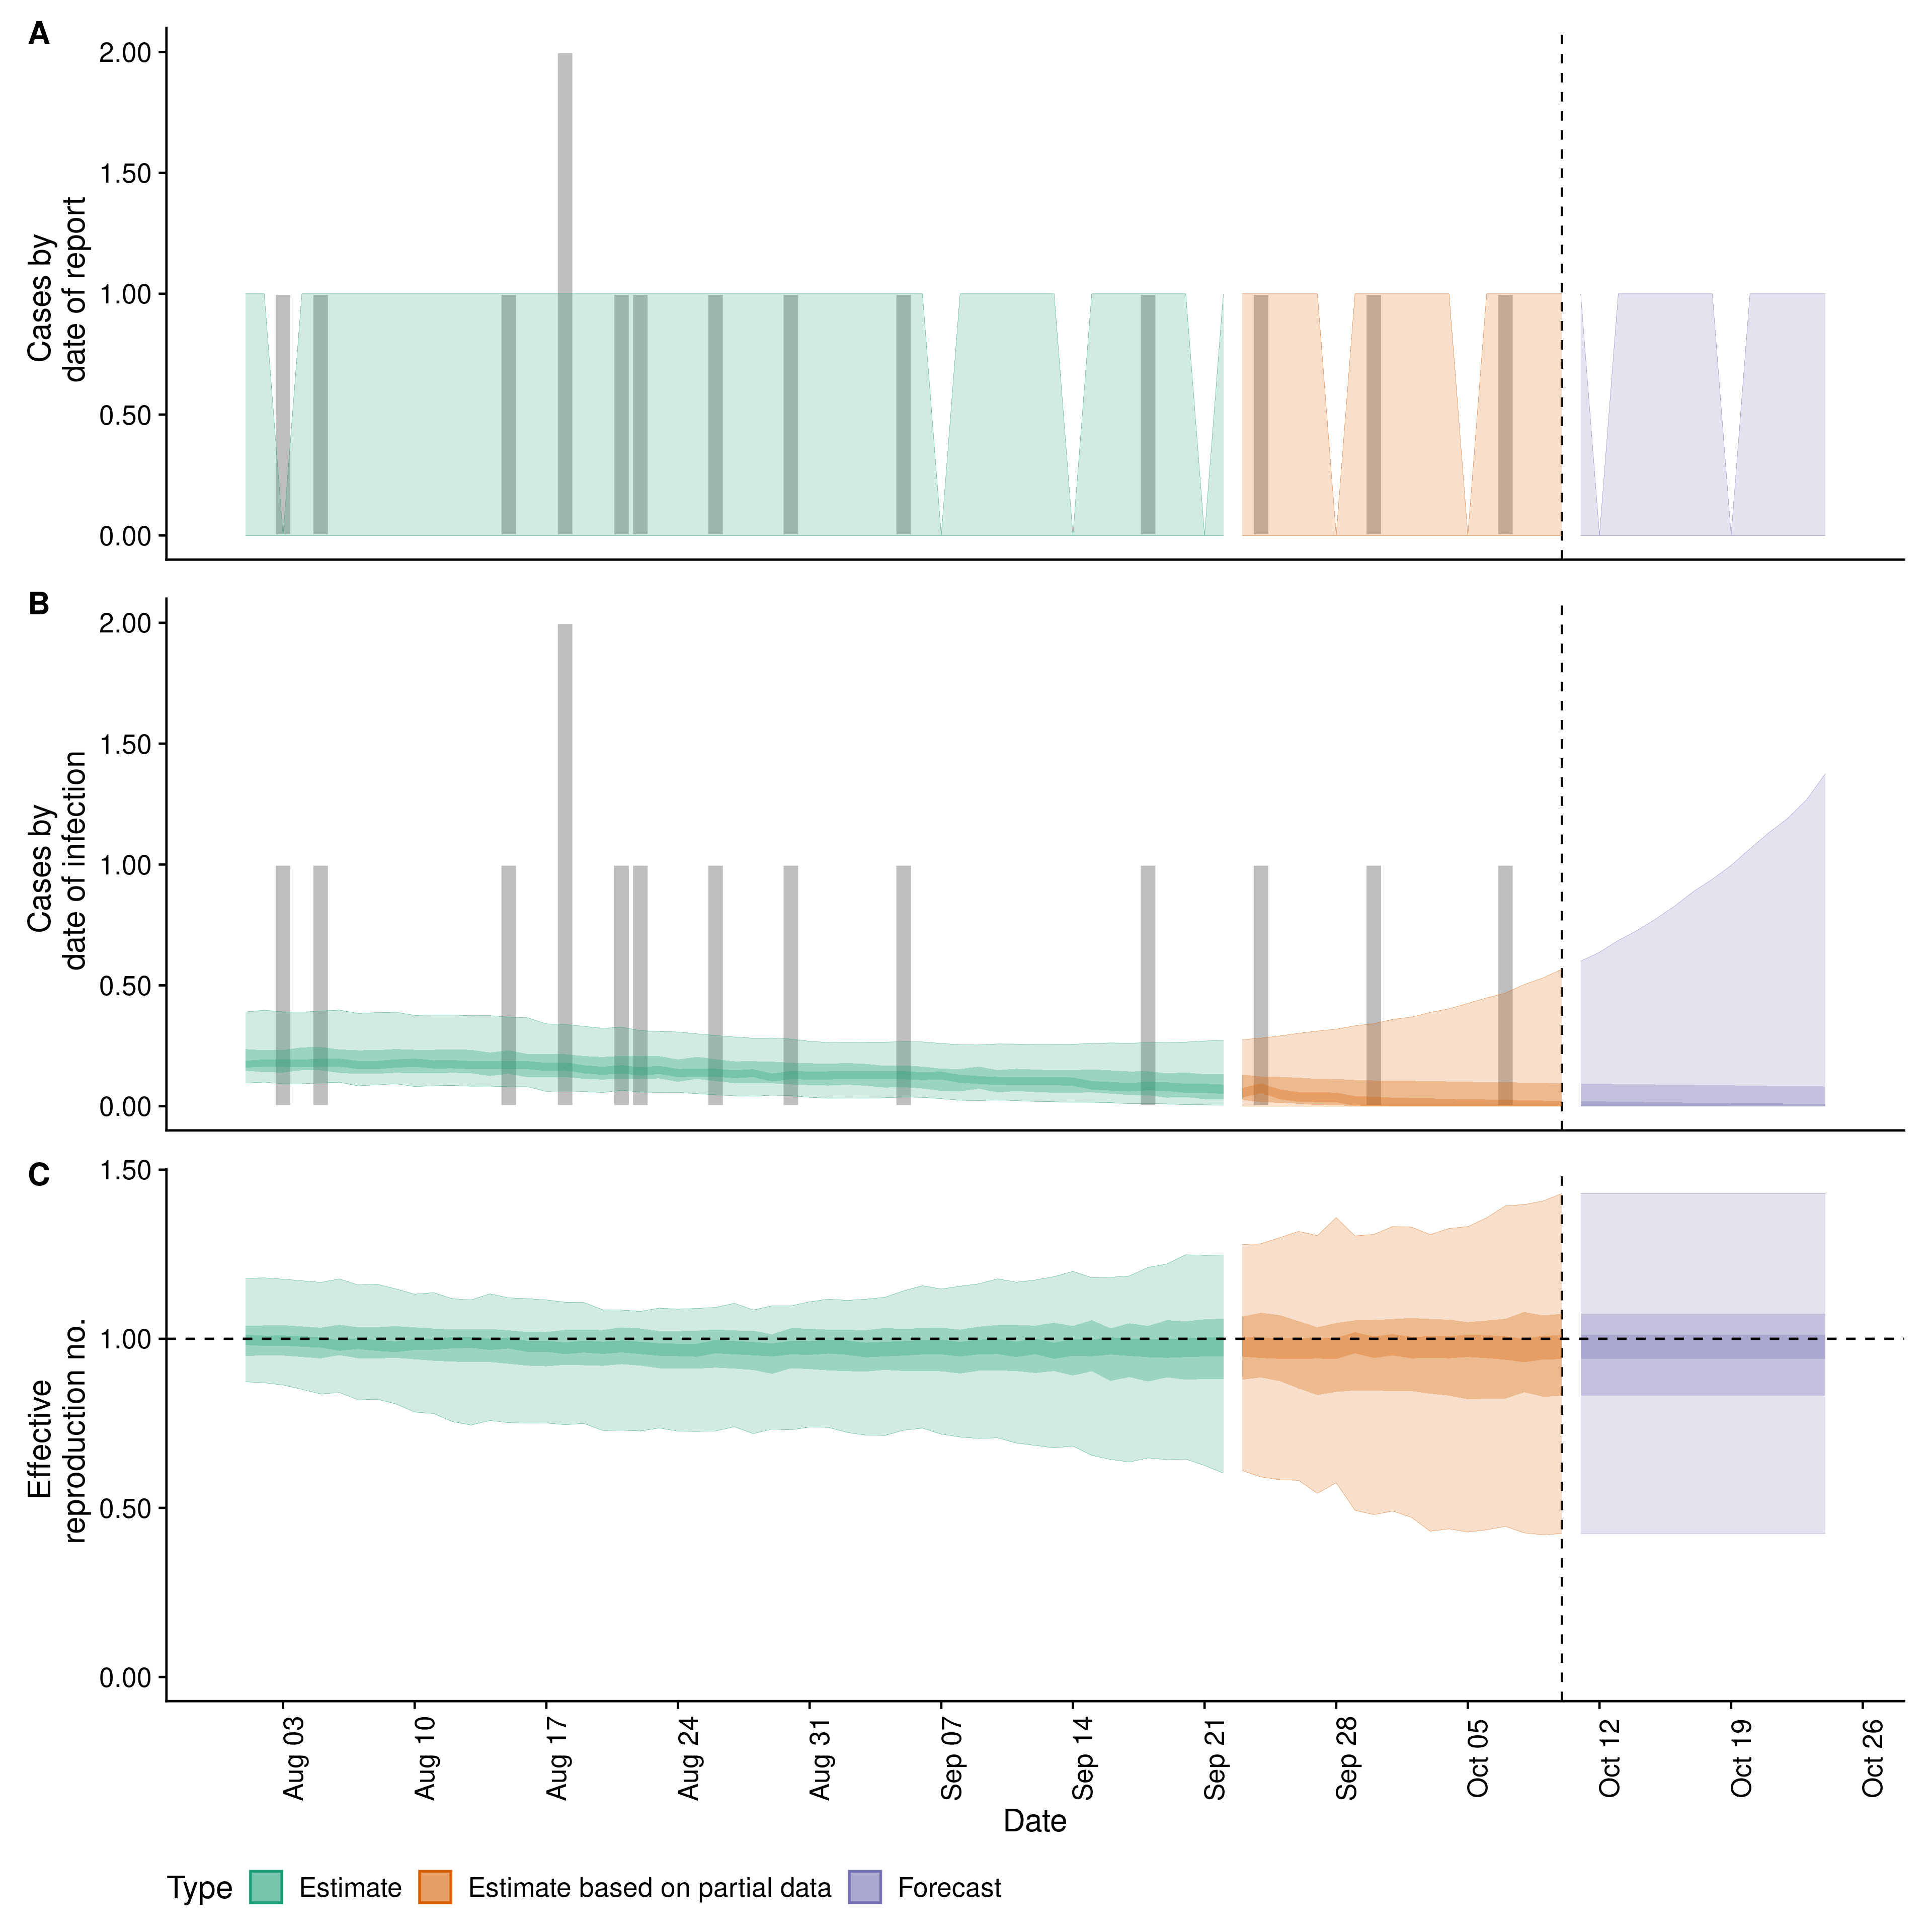 A
2.00
1.50
1.00
0.50
0.00
Cases by
date of report
B
2.00
1.50
1.00
0.50
0.00
Cases by
date of infection
C
1.50
1.00
0.50
0.00
Effective
reproduction no.
Aug 03
Aug 10
Aug 17
Aug 24
Aug 31
Sep 07
Sep 14
Sep 21
Sep 28
Oct 05
Oct 12
Oct 19
Oct 26
Date
Type Estimate Estimate based on partial data Forecast